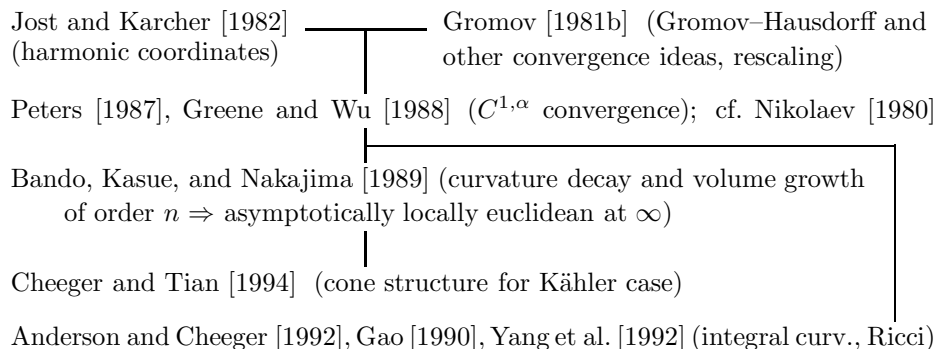 Jost and Karcher [1982] Gromov [1981b] (Gromov–Hausdorff and
(harmonic coordinates) other convergence ideas, rescaling)
Peters [1987], Greene and Wu [1988] (C^{1,α} convergence); cf. Nikolaev [1980]
Bando, Kasue, and Nakajima [1989] (curvature decay and volume growth
of order n ⇒ asymptotically locally euclidean at ∞)
Cheeger and Tian [1994] (cone structure for Kähler case)
Anderson and Cheeger [1992], Gao [1990], Yang et al. [1992] (integral curv., Ricci)